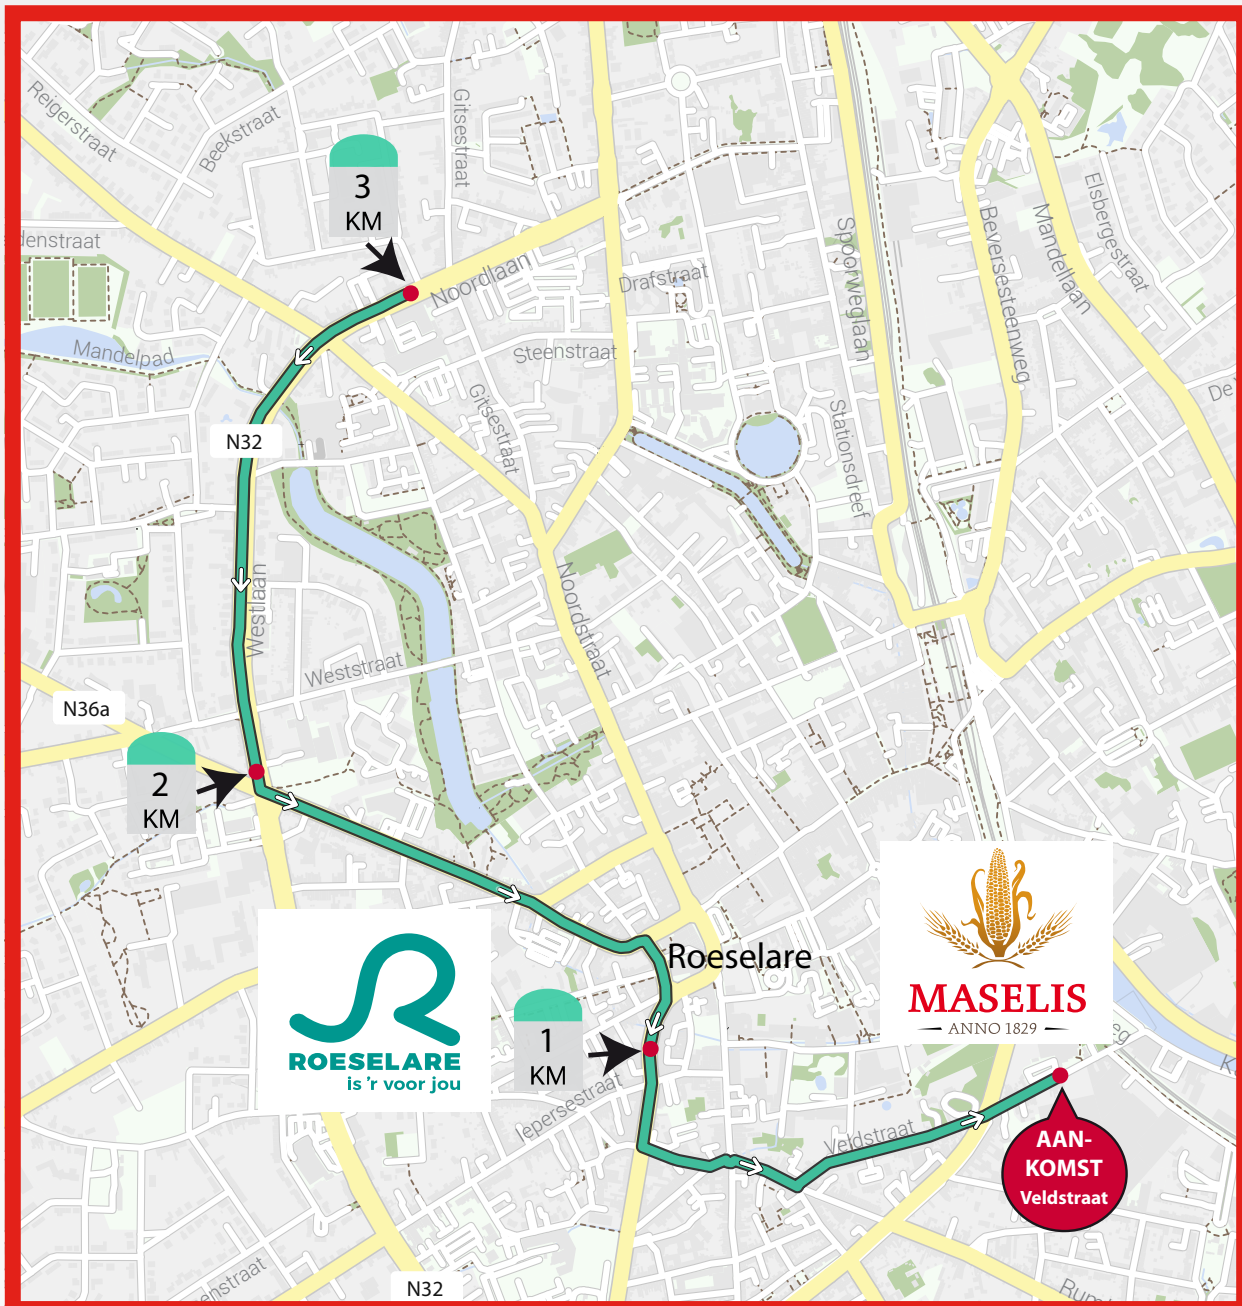 Reigerstraat
Beekstraat
Gitsestraat
3
KM
denstraat
Noordlaan
Drafstraat
Spoorweglaan
Beversesteenweg
Mandellaan
Elsbergestraat
Mandelpad
Steenstraat
De
N32
Gitsestraat
Stationsdreef
Westlaan
Noordstraat
Weststraat
N36a
2
KM
Roeselare
MASELIS
ANNO 1829
eg
K
ROESELARE
is 'r voor jou
1
KM
Iepersestraat
Veldstraat
AAN-
KOMST
Veldstraat
enstraat
N32